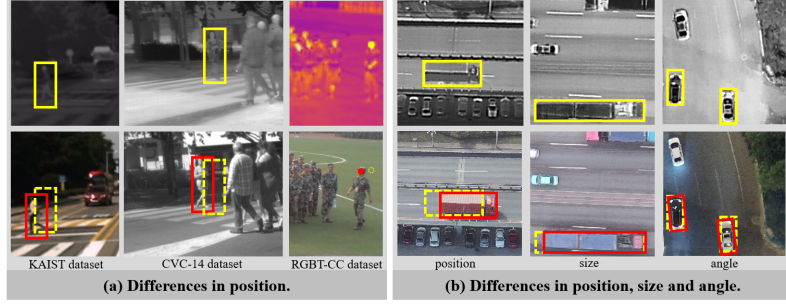 KAIST dataset
CVC-14 dataset
RGBT-CC dataset
(a) Differences in position.
position
size
angle
(b) Differences in position, size and angle.